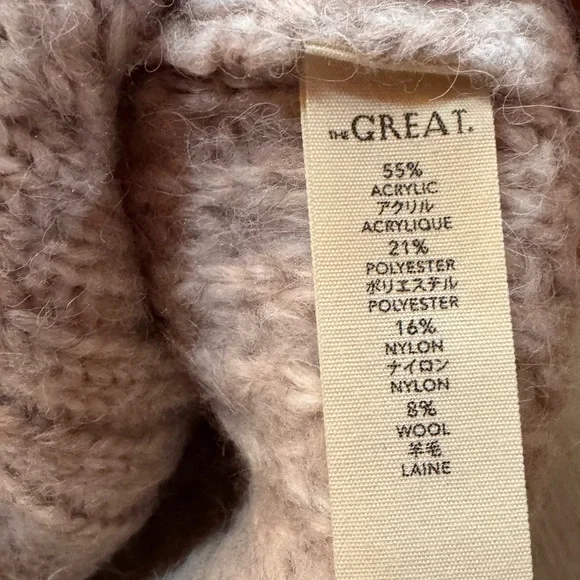 THE GREAT.
55%
ACRYLIC
アクリル
ACRYLIQUE
21%
POLYESTER
ポリエステル
POLYESTER
16%
NYLON
ナイロン
NYLON
8%
WOOL
羊毛
LAINE